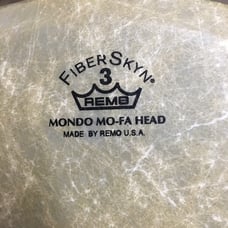 FIBERSKYN®
3
REMO
MONDO MO-FA HEAD
MADE BY REMO U.S.A.